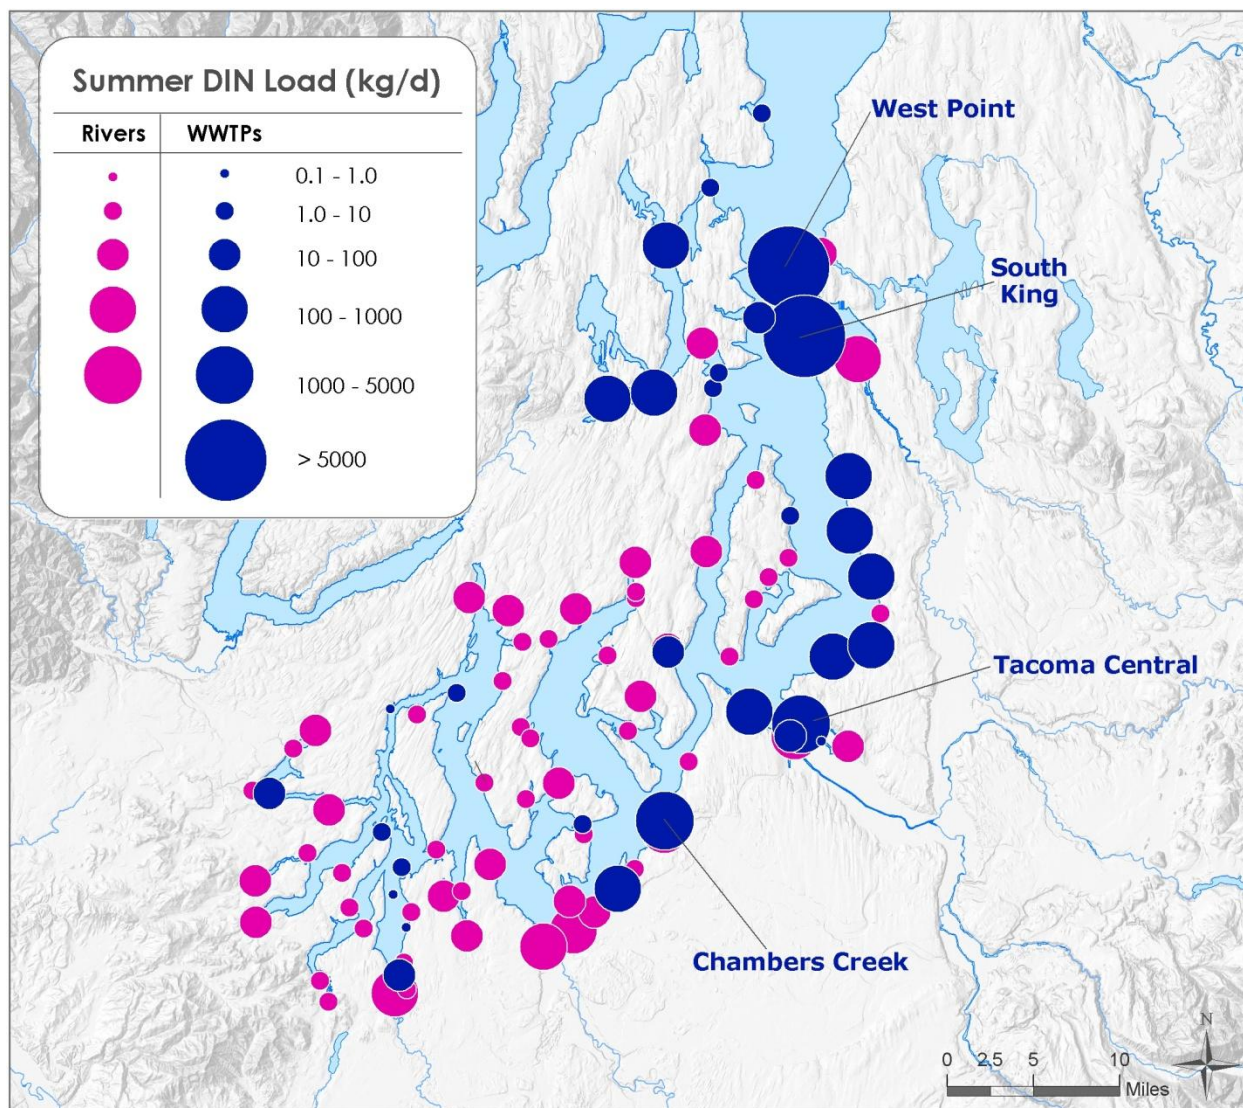 Summer DIN Load (kg/d)
Rivers WWTPs
0.1 - 1.0
1.0 - 10
10 - 100
100 - 1000
1000 - 5000
> 5000
West Point
South
King
Tacoma Central
Chambers Creek
N
0 2.5 5 10
Miles